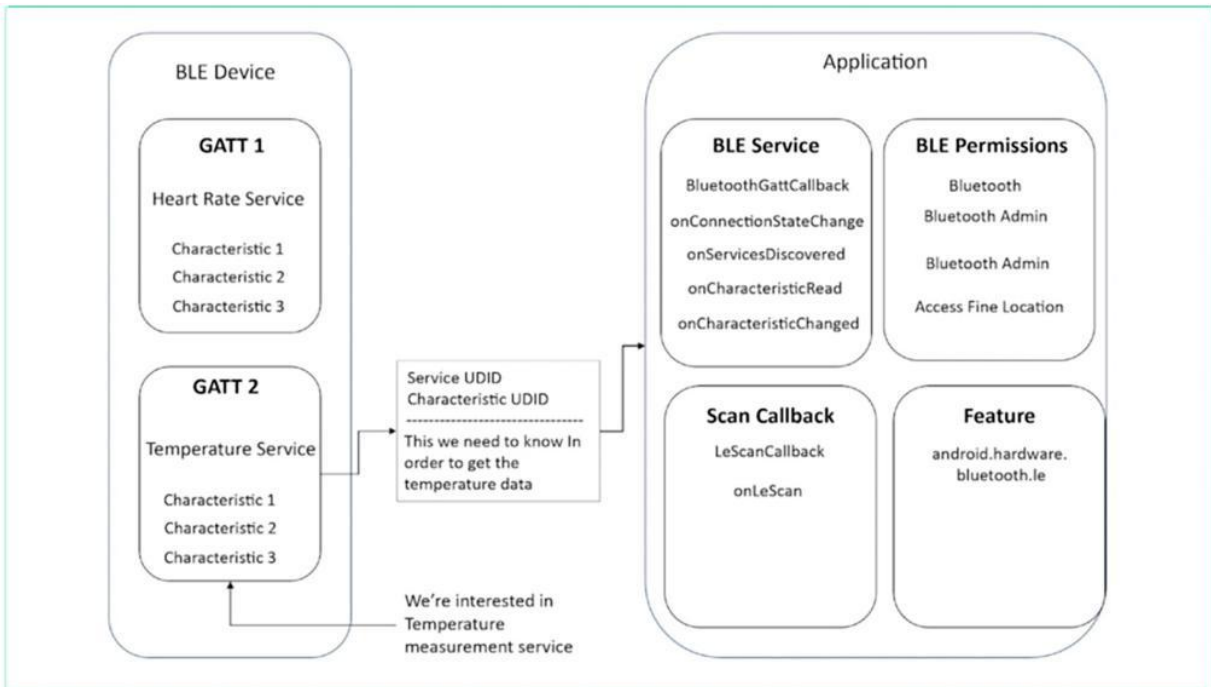 BLE Device
GATT 1
Heart Rate Service
Characteristic 1
Characteristic 2
Characteristic 3
GATT 2
Temperature Service
Characteristic 1
Characteristic 2
Characteristic 3
Service UDID
Characteristic UDID
--------------------------------
This we need to know In
order to get the
temperature data
We're interested in
Temperature
measurement service
Application
BLE Service
BluetoothGattCallback
onConnectionStateChange
onServicesDiscovered
onCharacteristicRead
onCharacteristicChanged
BLE Permissions
Bluetooth
Bluetooth Admin
Bluetooth Admin
Access Fine Location
Scan Callback
LeScanCallback
onLeScan
Feature
android.hardware.
bluetooth.le